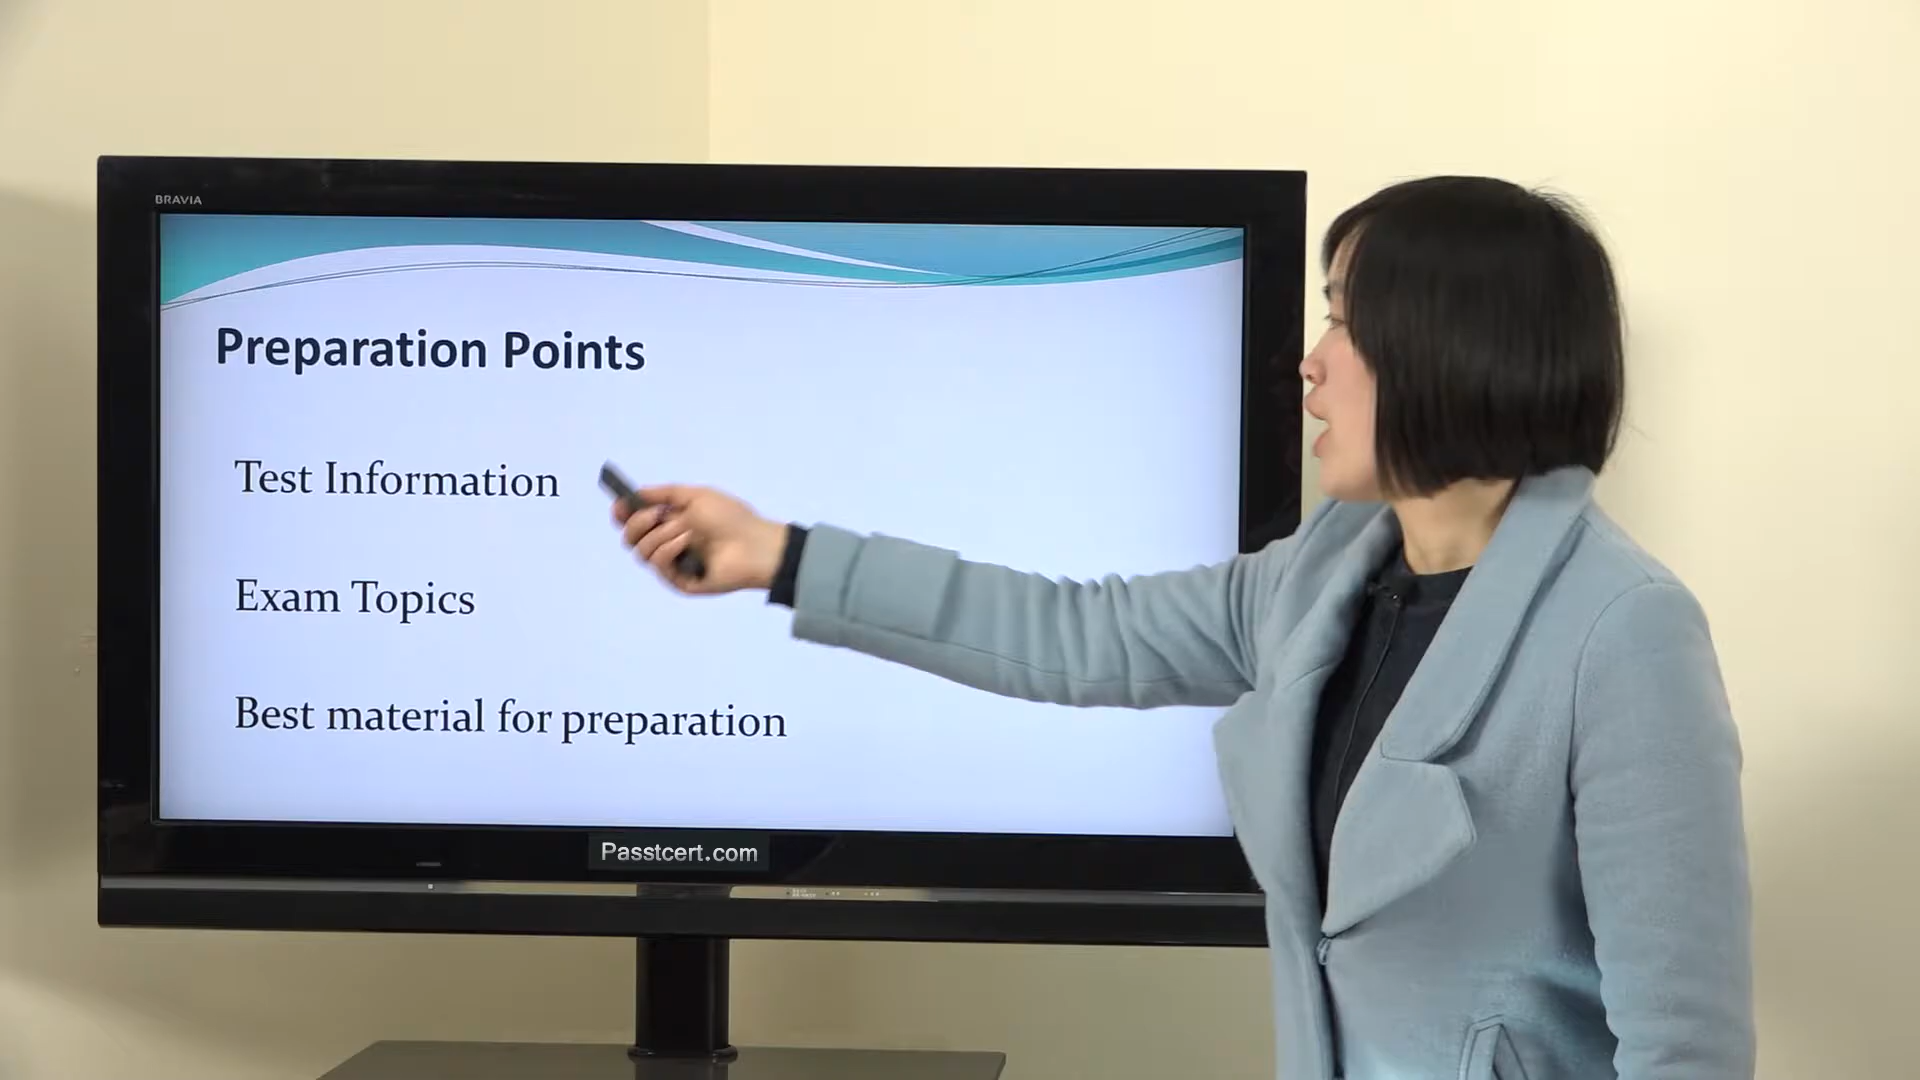 BRAVIA
Preparation Points
Test Information
Exam Topics
Best material for preparation
Passtcert.com